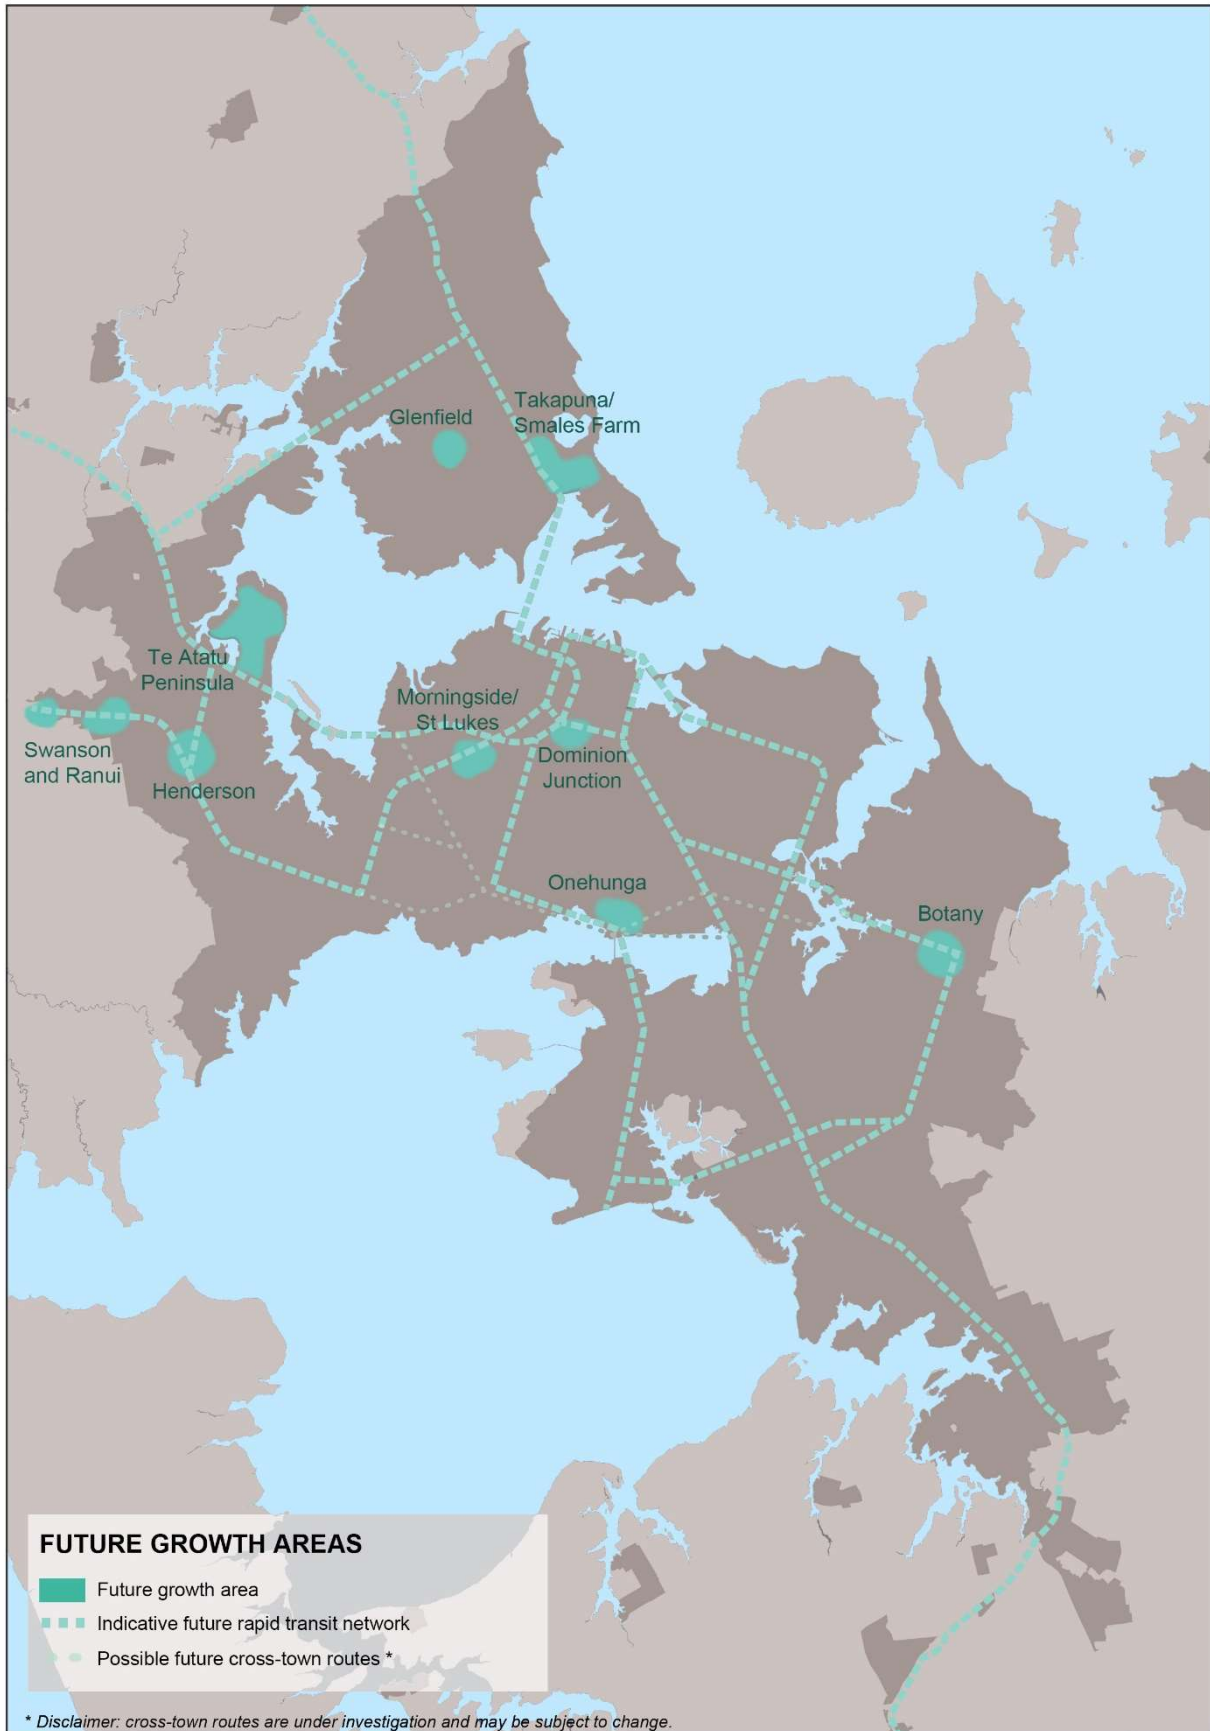 Takapuna/
Smales Farm
Glenfield
Te Atatu
Peninsula
Morningside/
St Lukes
Swanson
and Ranui
Henderson
Dominion
Junction
Onehunga
Botany
FUTURE GROWTH AREAS
Future growth area
Indicative future rapid transit network
Possible future cross-town routes *
* Disclaimer: cross-town routes are under investigation and may be subject to change.